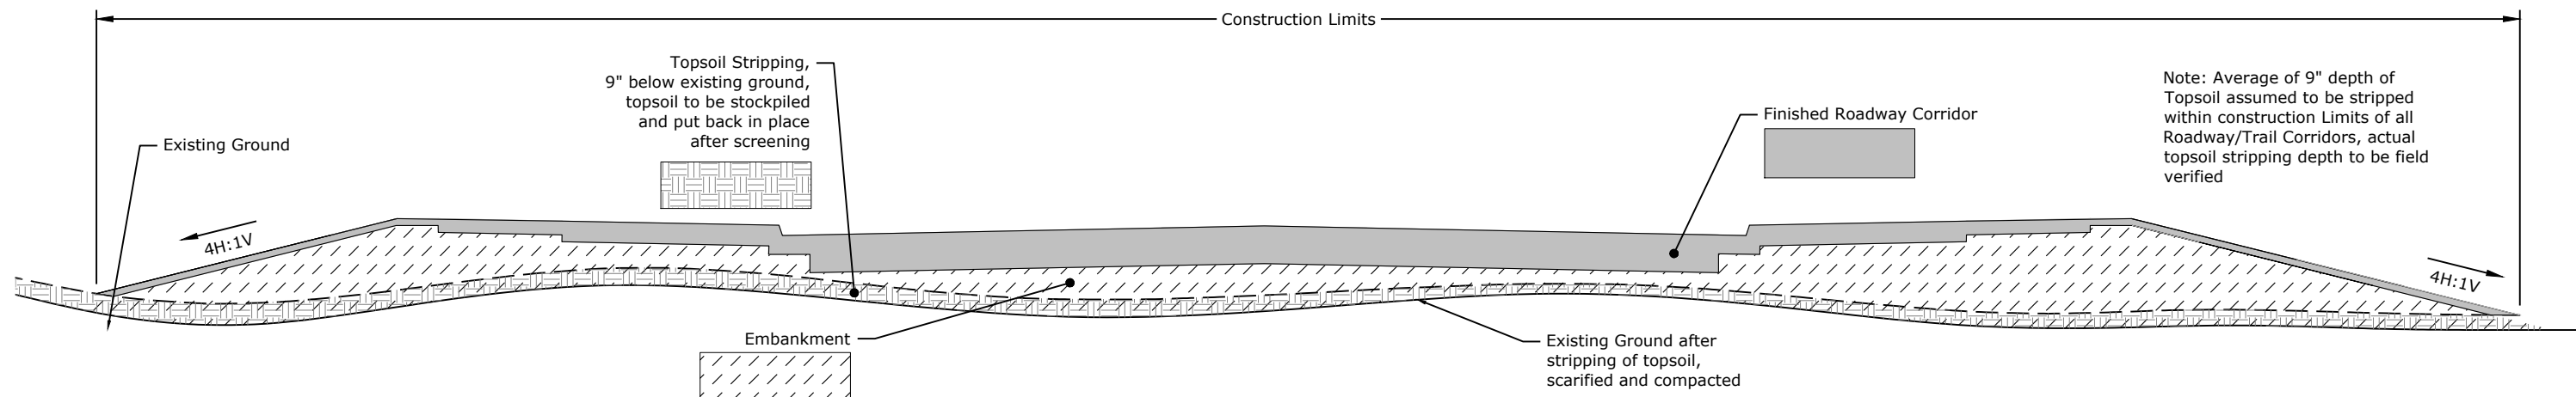 Construction Limits
Topsoil Stripping,
9" below existing ground,
topsoil to be stockpiled
and put back in place
after screening
Note: Average of 9" depth of
Topsoil assumed to be stripped
within construction Limits of all
Roadway/Trail Corridors, actual
topsoil stripping depth to be field
verified
Finished Roadway Corridor
Existing Ground
4H:1V
4H:1V
Embankment
Existing Ground after
stripping of topsoil,
scarified and compacted